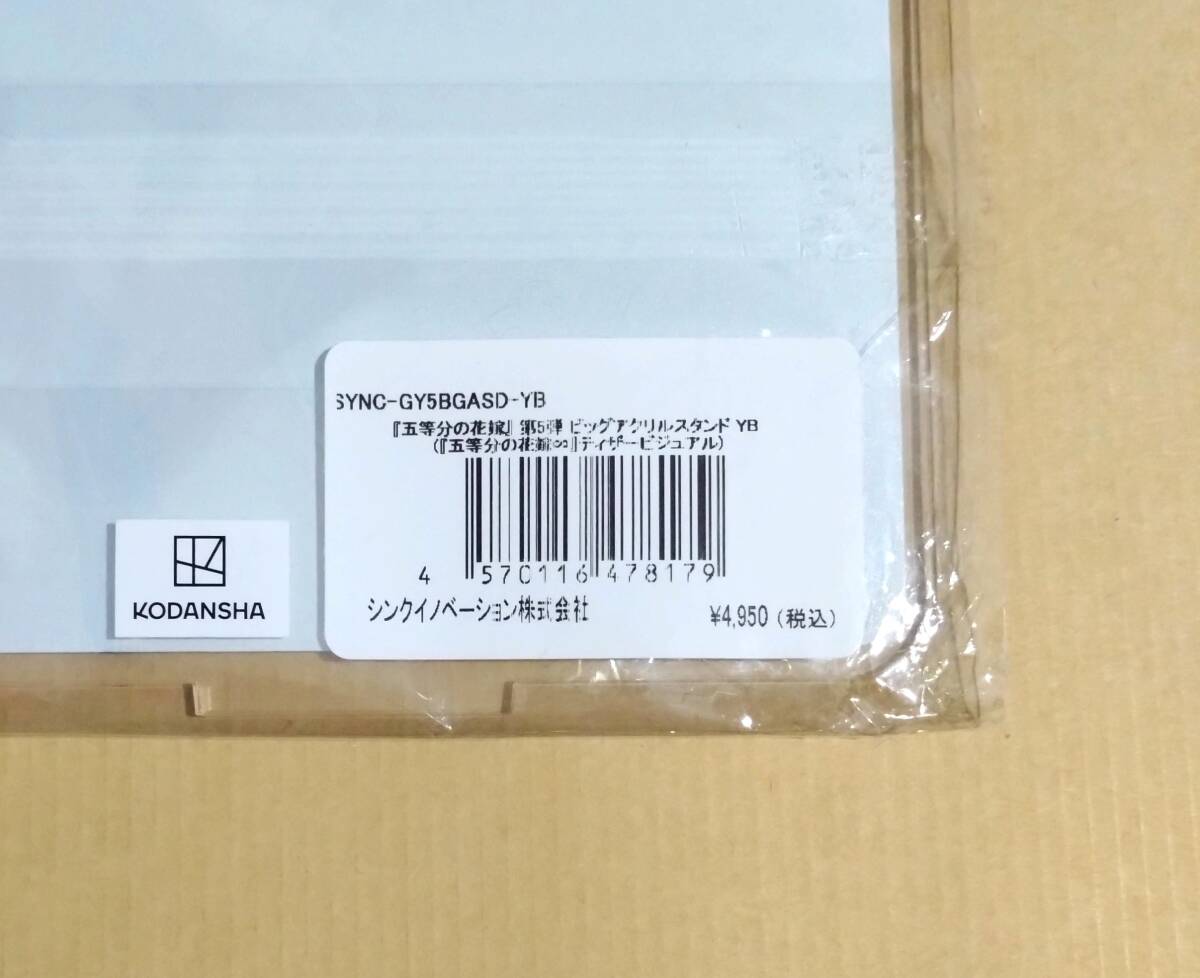 SYNC-GY5BGASD-YB
『五等分の花嫁』 第5弾 ビッグアクリルスタンド YB
(『五等分の花嫁∽』ティザービジュアル)
4 570116 478179
シンクイノベーション株式会社
¥4,950（税込）
KODANSHA